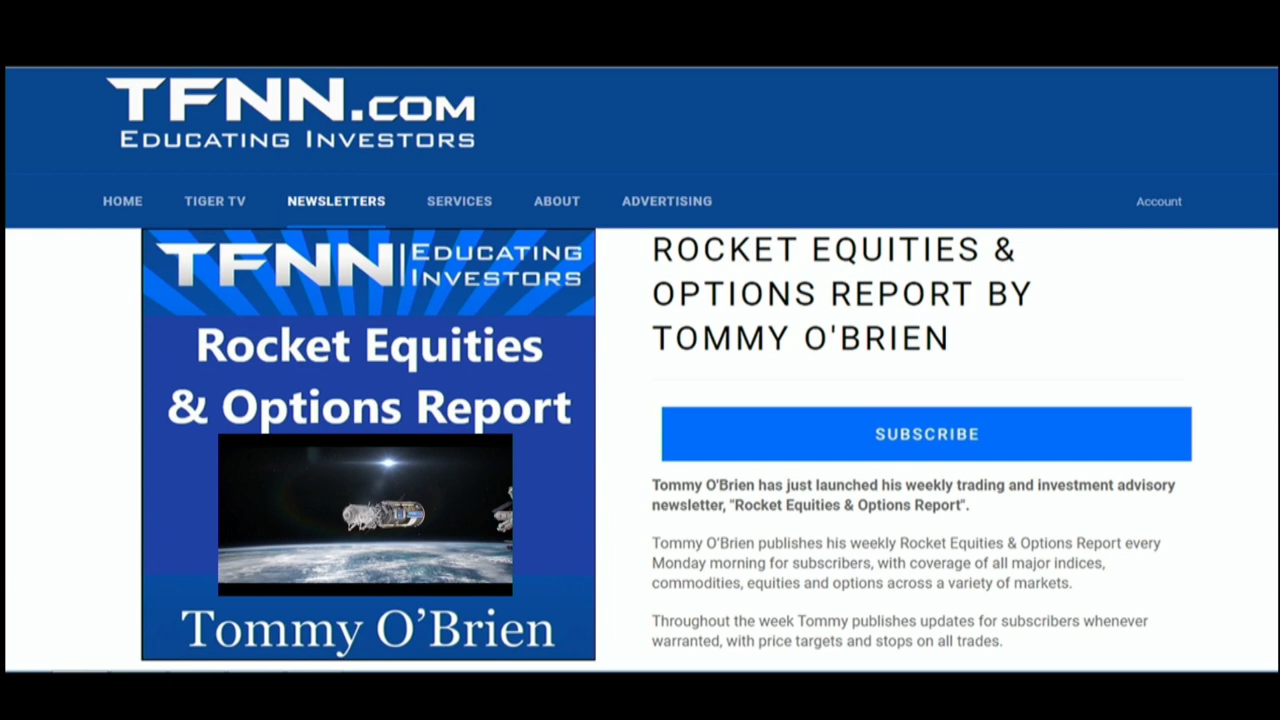 TFNN.COM
EDUCATING INVESTORS
HOME TIGER TV NEWSLETTERS SERVICES ABOUT ADVERTISING Account
TFNN | EDUCATING
INVESTORS
Rocket Equities
& Options Report
Tommy O’Brien
ROCKET EQUITIES &
OPTIONS REPORT BY
TOMMY O'BRIEN
SUBSCRIBE
Tommy O'Brien has just launched his weekly trading and investment advisory
newsletter, "Rocket Equities & Options Report".
Tommy O’Brien publishes his weekly Rocket Equities & Options Report every
Monday morning for subscribers, with coverage of all major indices,
commodities, equities and options across a variety of markets.
Throughout the week Tommy publishes updates for subscribers whenever
warranted, with price targets and stops on all trades.